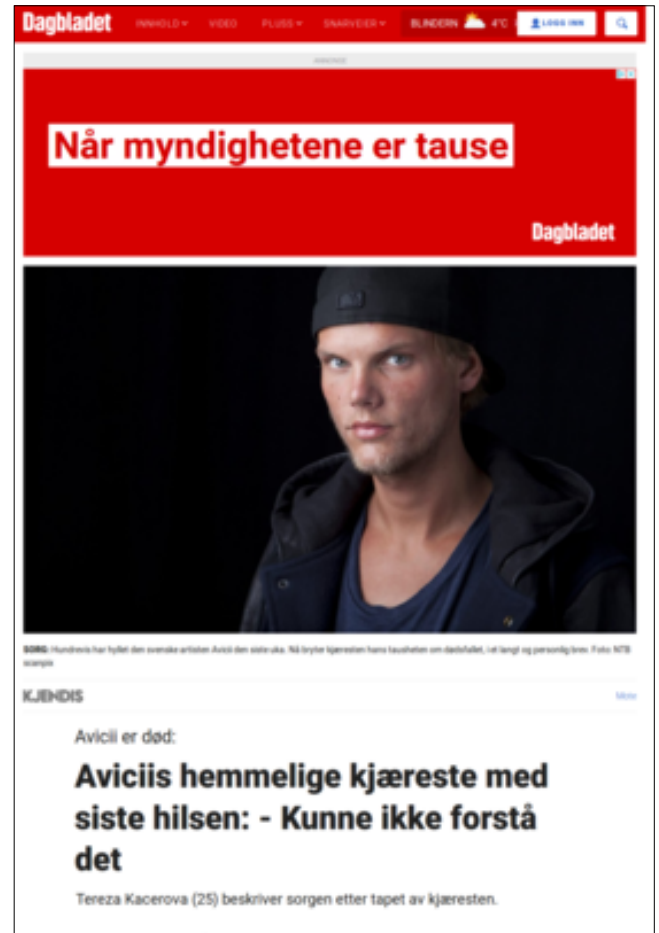 Dagbladet INNHOLD VIDEO PLUSS SNARVEIER BLINDERN 4°C LOGG INN
ANNONSE
Når myndighetene er tause
Dagbladet
SORG: Hundrevis har hyllet den svenske artisten Avicii den siste uka. Nå bryter kjæresten hans tausheten om dødsfallet, i et langt og personlig brev. Foto: NTB
scanpix
KJENDIS
Avicii er død:
Aviciis hemmelige kjæreste med
siste hilsen: - Kunne ikke forstå
det
Tereza Kacerova (25) beskriver sorgen etter tapet av kjæresten.